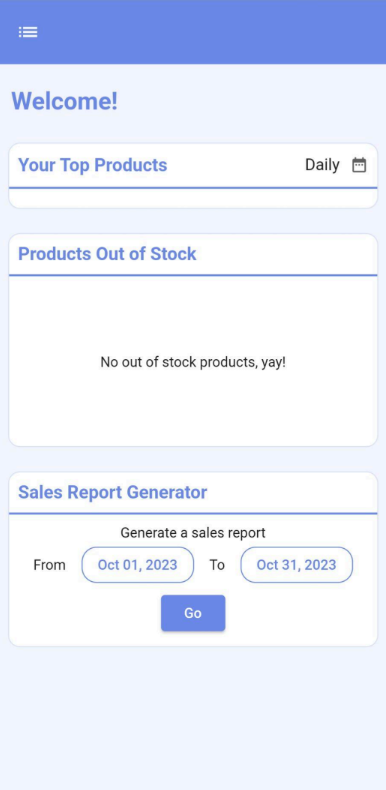 Welcome!
Your Top Products Daily
Products Out of Stock
No out of stock products, yay!
Sales Report Generator
Generate a sales report
From Oct 01, 2023 To Oct 31, 2023
Go